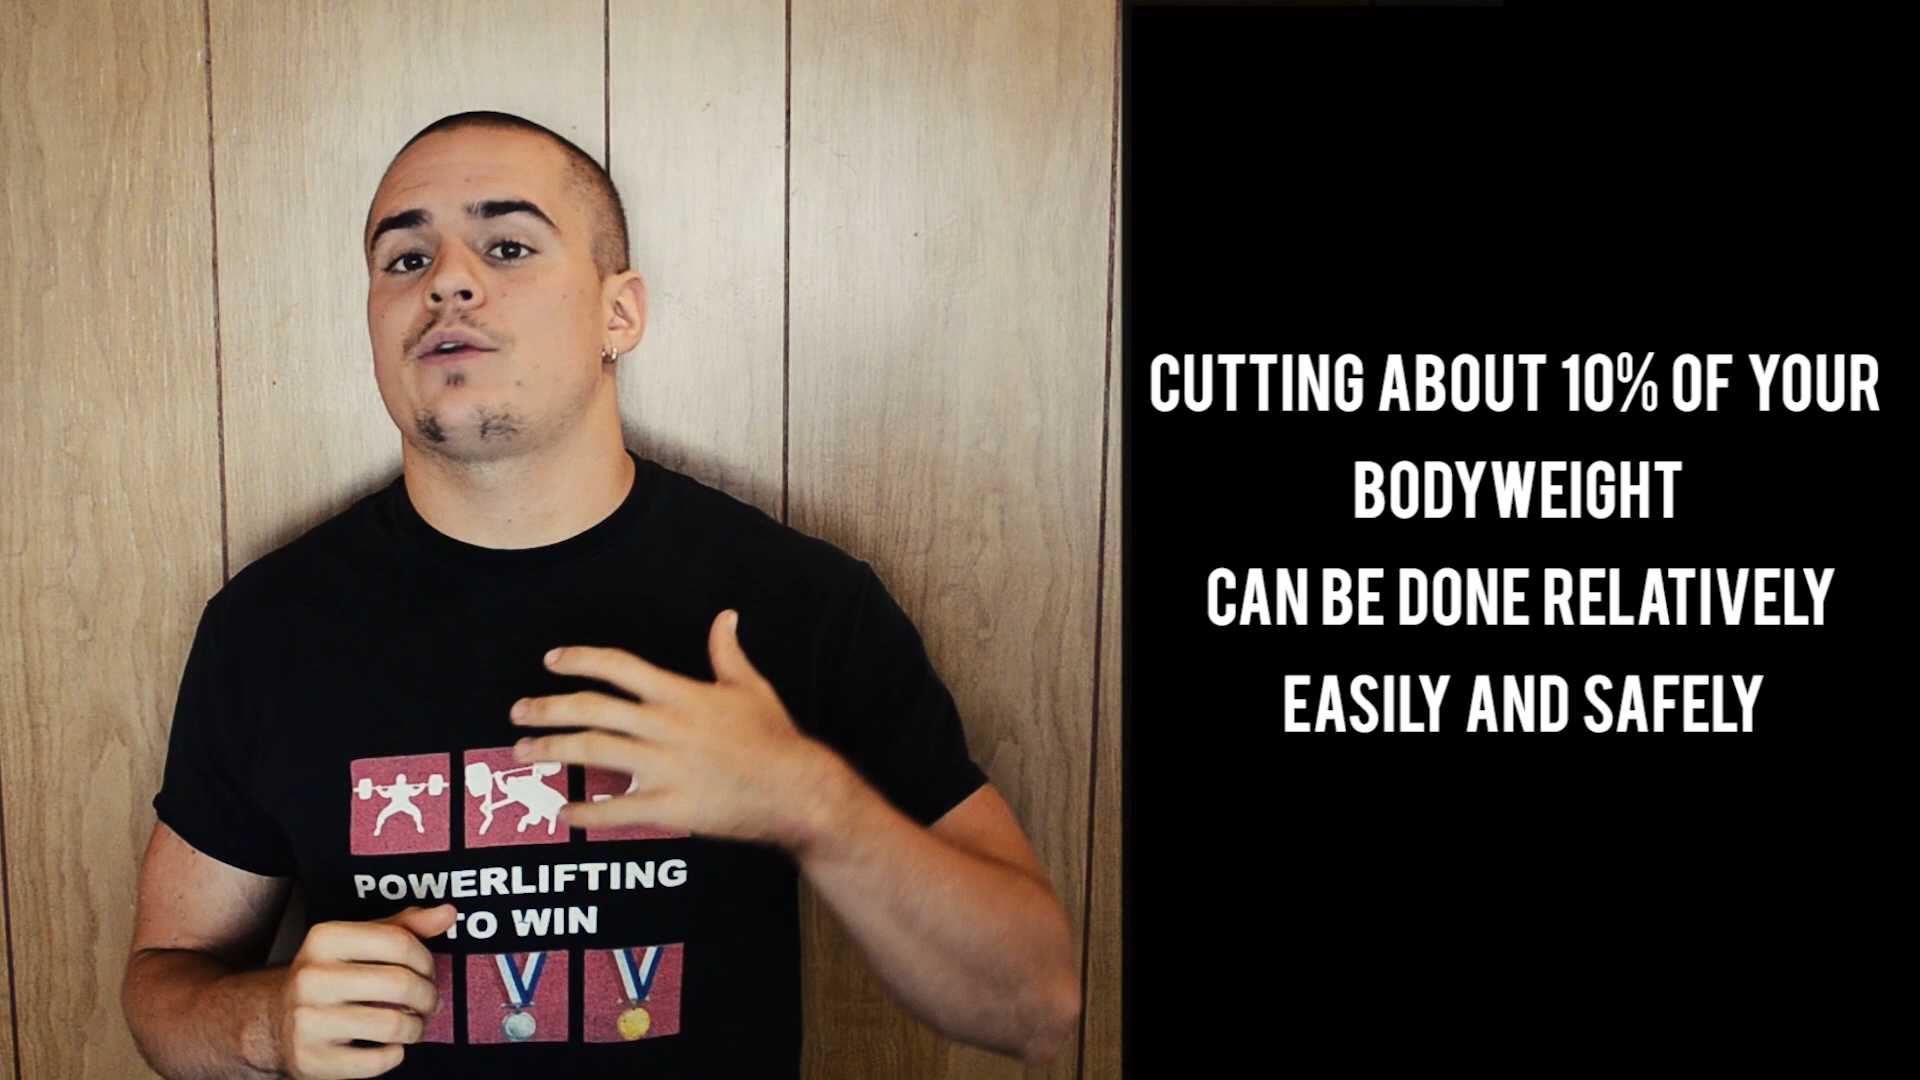 CUTTING ABOUT 10% OF YOUR
BODYWEIGHT
CAN BE DONE RELATIVELY
EASILY AND SAFELY
POWERLIFTING
TO WIN